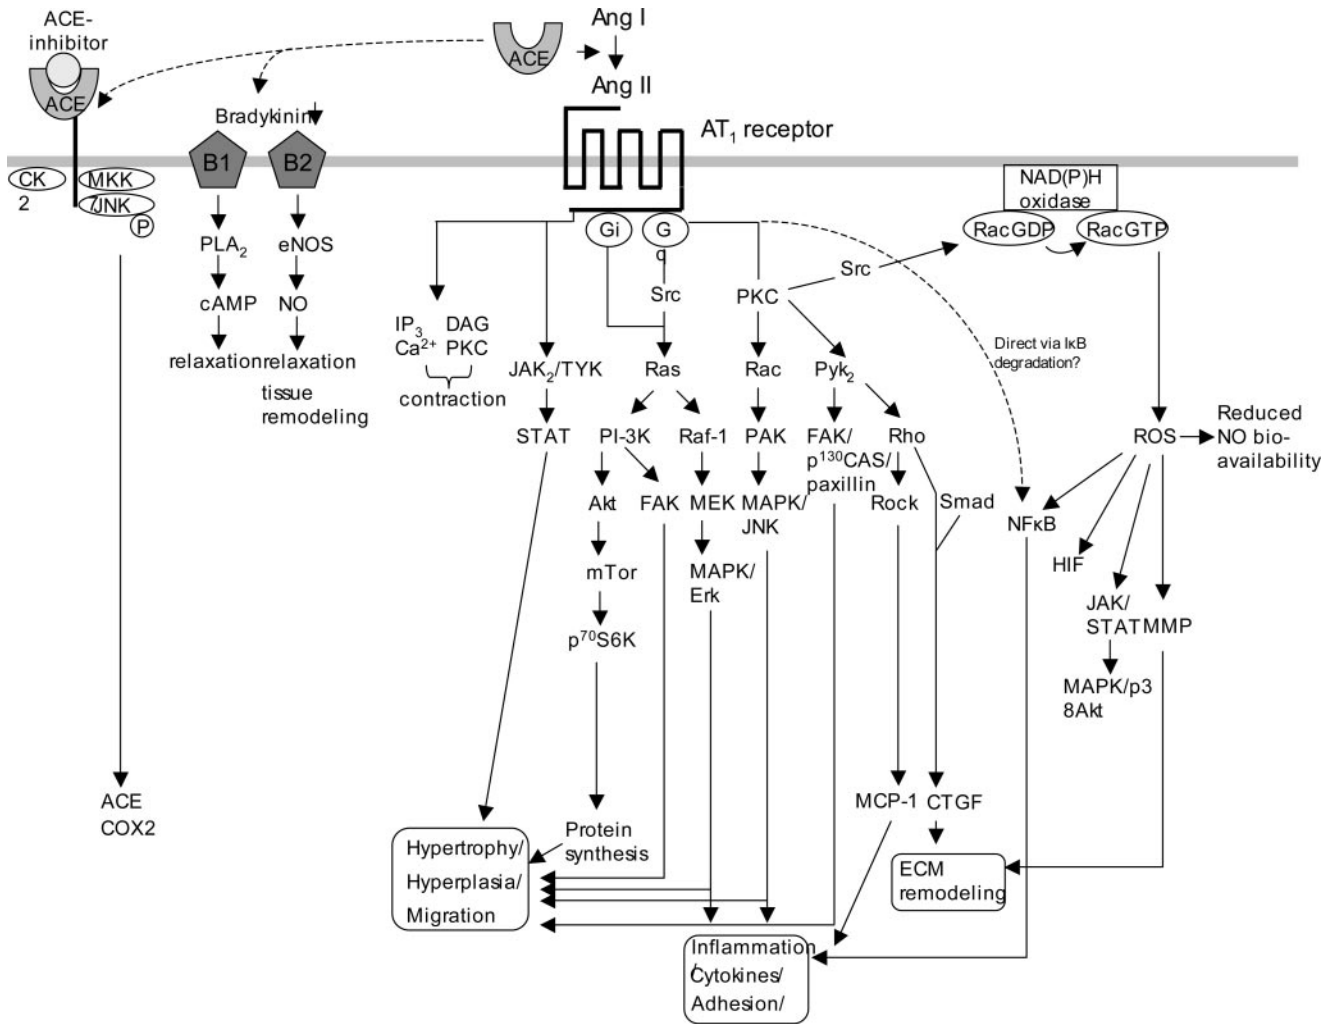 ACE-
inhibitor
ACE
ACE
Ang I
Ang II
Bradykinin
AT1 receptor
B1
B2
CK
2
MKK
7
JNK
P
NAD(P)H
oxidase
RacGDP
RacGTP
Gi
G
q
PLA2
eNOS
cAMP
NO
relaxation
relaxation
tissue
remodeling
Src
PKC
Src
IP3
Ca2+
DAG
PKC
contraction
JAK2/TYK
Ras
Rac
Pyk2
Direct via IκB
degradation?
STAT
PI-3K
Raf-1
PAK
FAK/
p130CAS/
paxillin
Rho
ROS
Reduced
NO bio-
availability
Akt
FAK
MEK
MAPK/
JNK
Rock
Smad
NFκB
HIF
mTor
MAPK/
Erk
JAK/
STAT
MMP
p70S6K
MAPK/p3
8Akt
ACE
COX2
MCP-1
CTGF
Protein
synthesis
Hypertrophy/
Hyperplasia/
Migration
ECM
remodeling
Inflammation
/
Cytokines/
Adhesion/